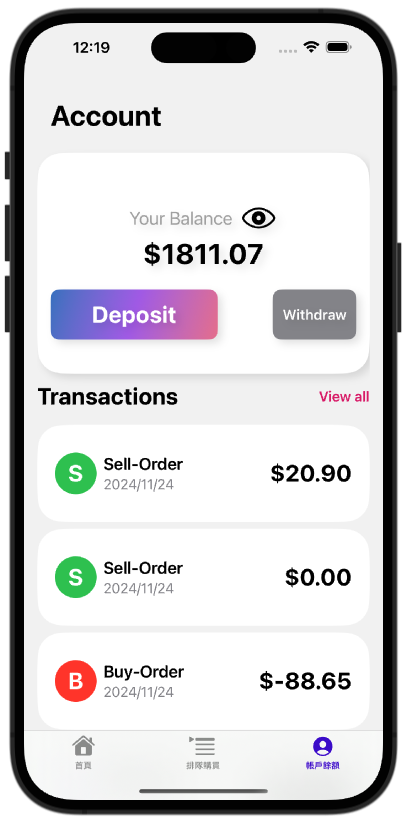 12:19
Account
Your Balance
$1811.07
Deposit
Withdraw
Transactions
View all
S
Sell-Order
2024/11/24
$20.90
S
Sell-Order
2024/11/24
$0.00
B
Buy-Order
2024/11/24
$-88.65
首頁
排隊購買
帳戶餘額